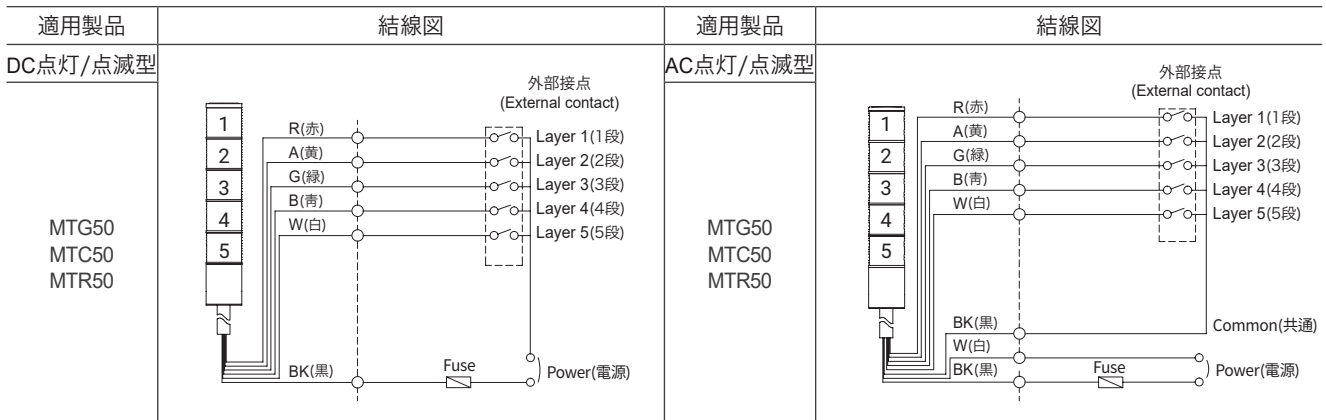 適用製品
結線図
適用製品
結線図
DC点灯/点滅型
MTG50
MTC50
MTR50
外部接点
(External contact)
1
2
3
4
5
R(赤)
A(黄)
G(緑)
B(靑)
W(白)
BK(黒)
Layer 1(1段)
Layer 2(2段)
Layer 3(3段)
Layer 4(4段)
Layer 5(5段)
Fuse
Power(電源)
AC点灯/点滅型
MTG50
MTC50
MTR50
外部接点
(External contact)
1
2
3
4
5
R(赤)
A(黄)
G(緑)
B(靑)
W(白)
Layer 1(1段)
Layer 2(2段)
Layer 3(3段)
Layer 4(4段)
Layer 5(5段)
BK(黒)
Common(共通)
W(白)
BK(黒)
Fuse
Power(電源)